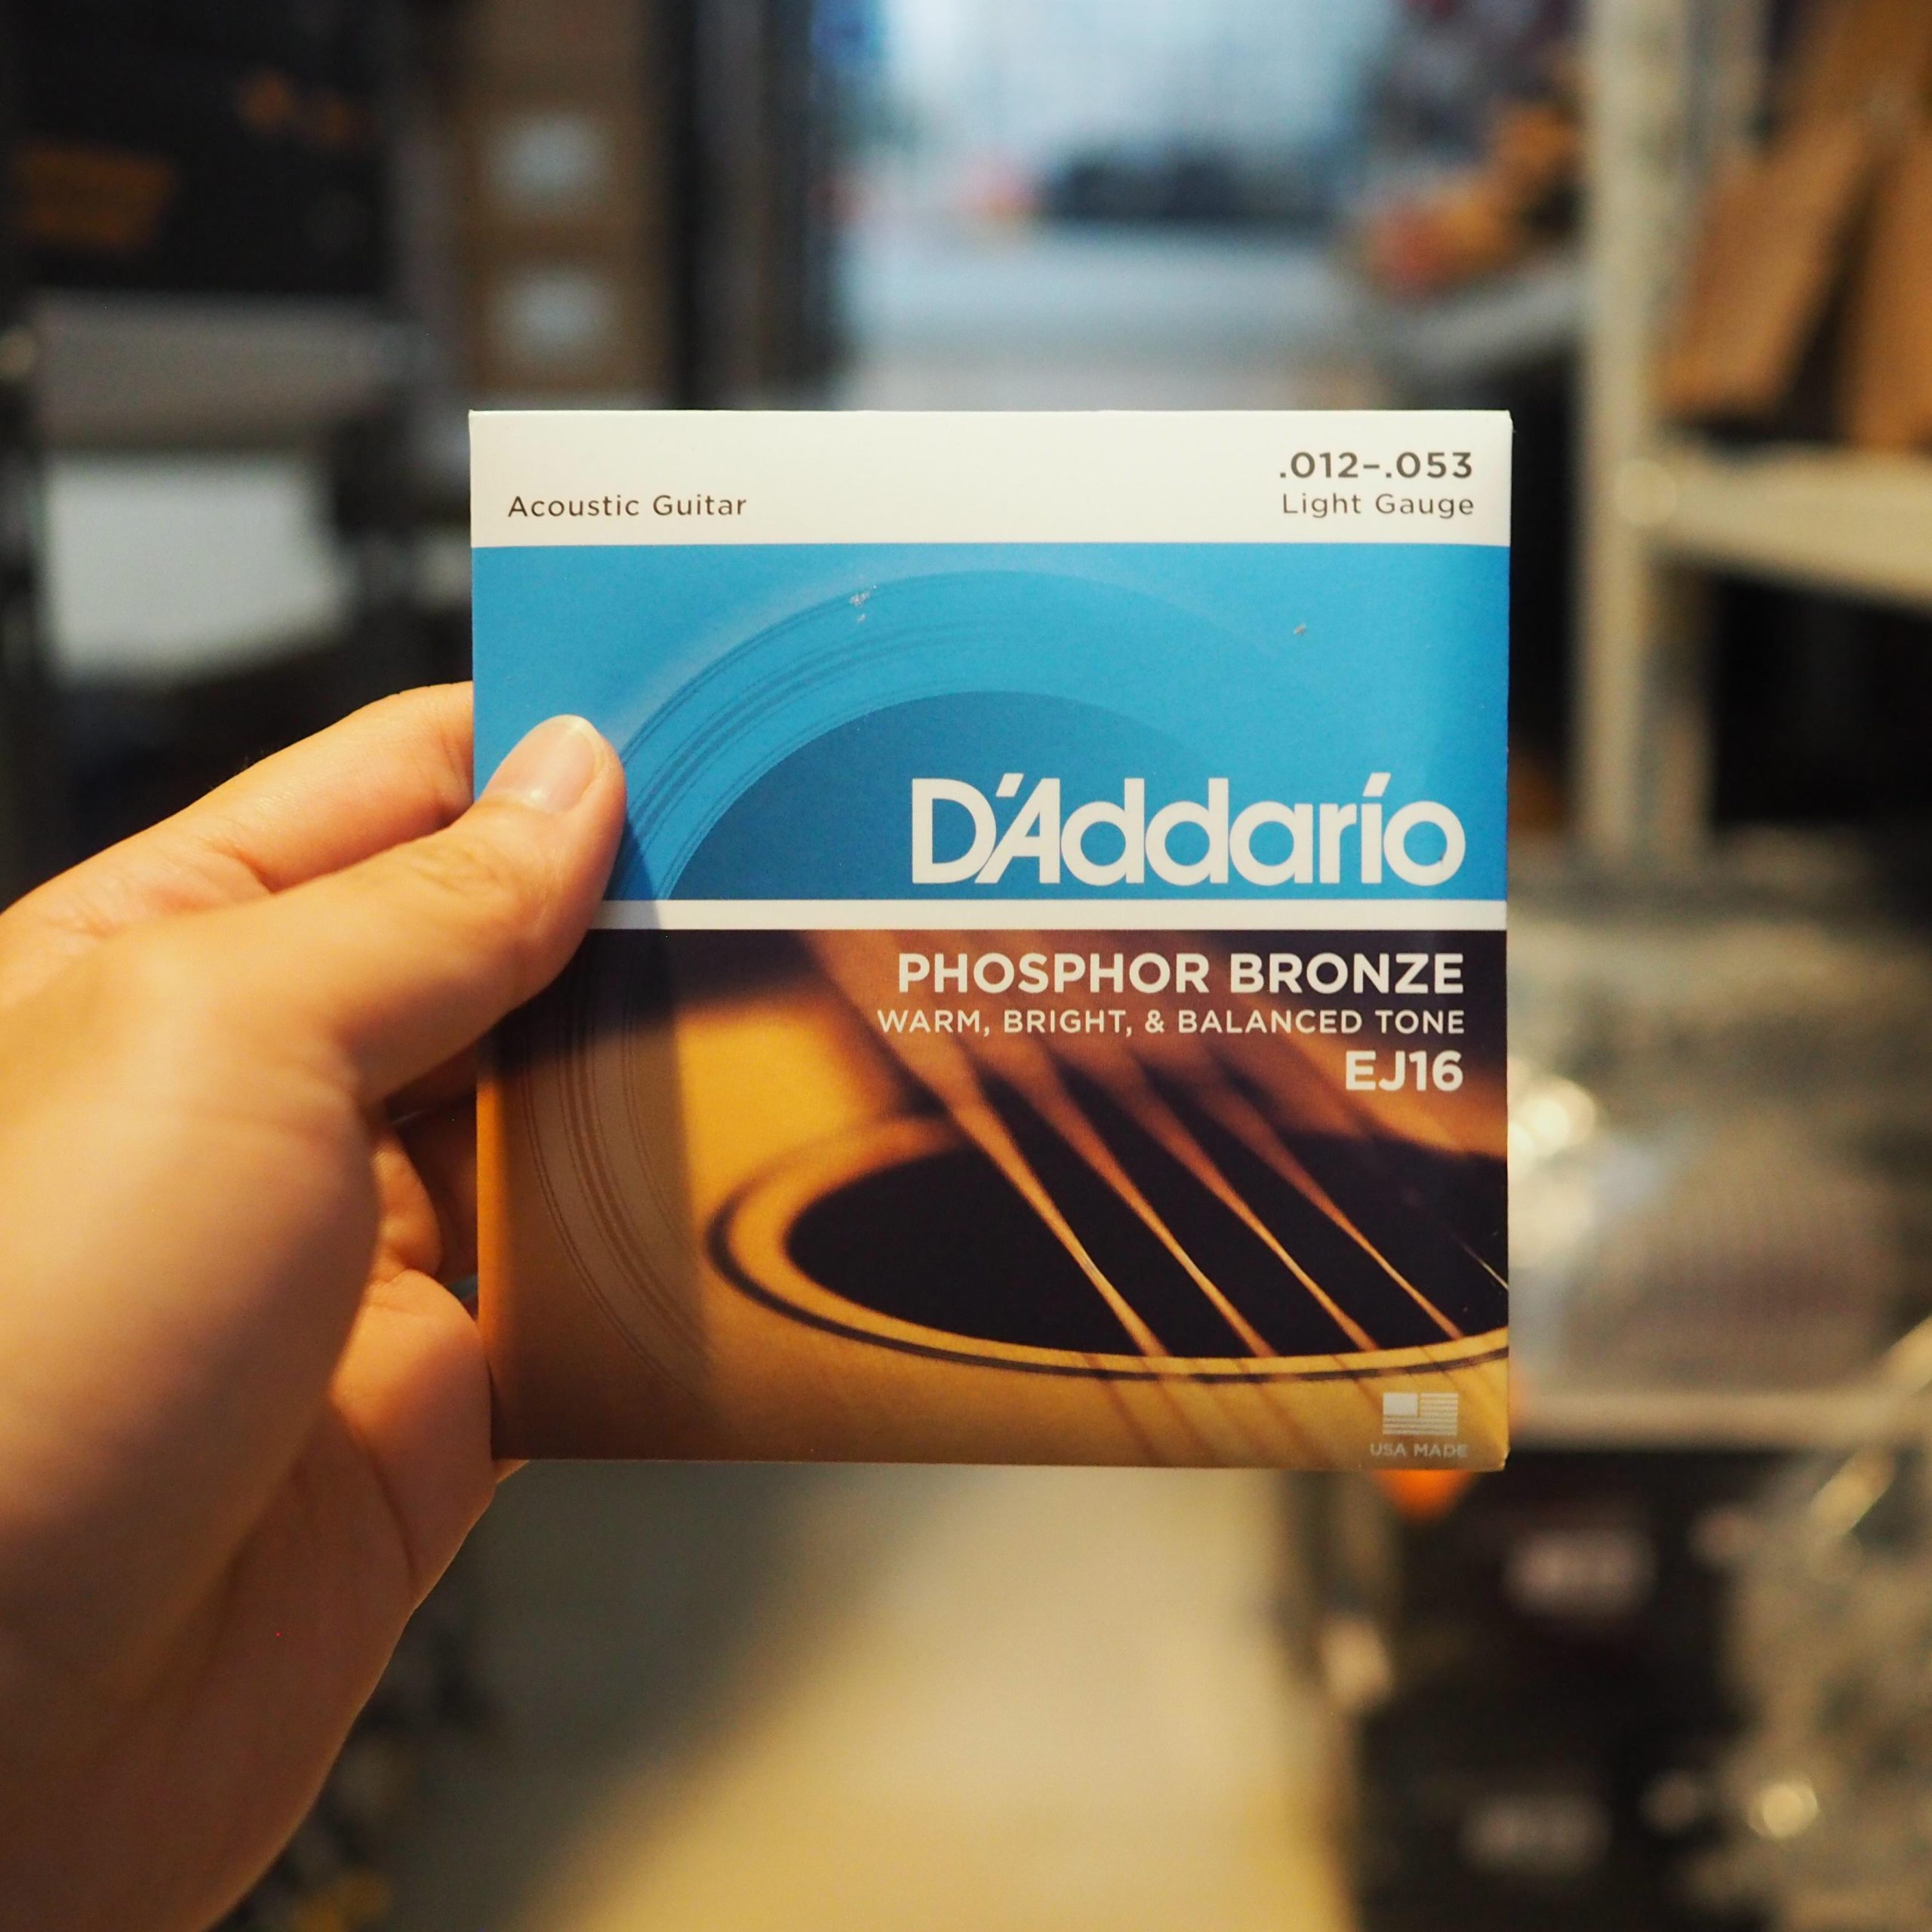 Acoustic Guitar
.012–.053
Light Gauge
D'Addario
PHOSPHOR BRONZE
WARM, BRIGHT, & BALANCED TONE
EJ16
USA MADE